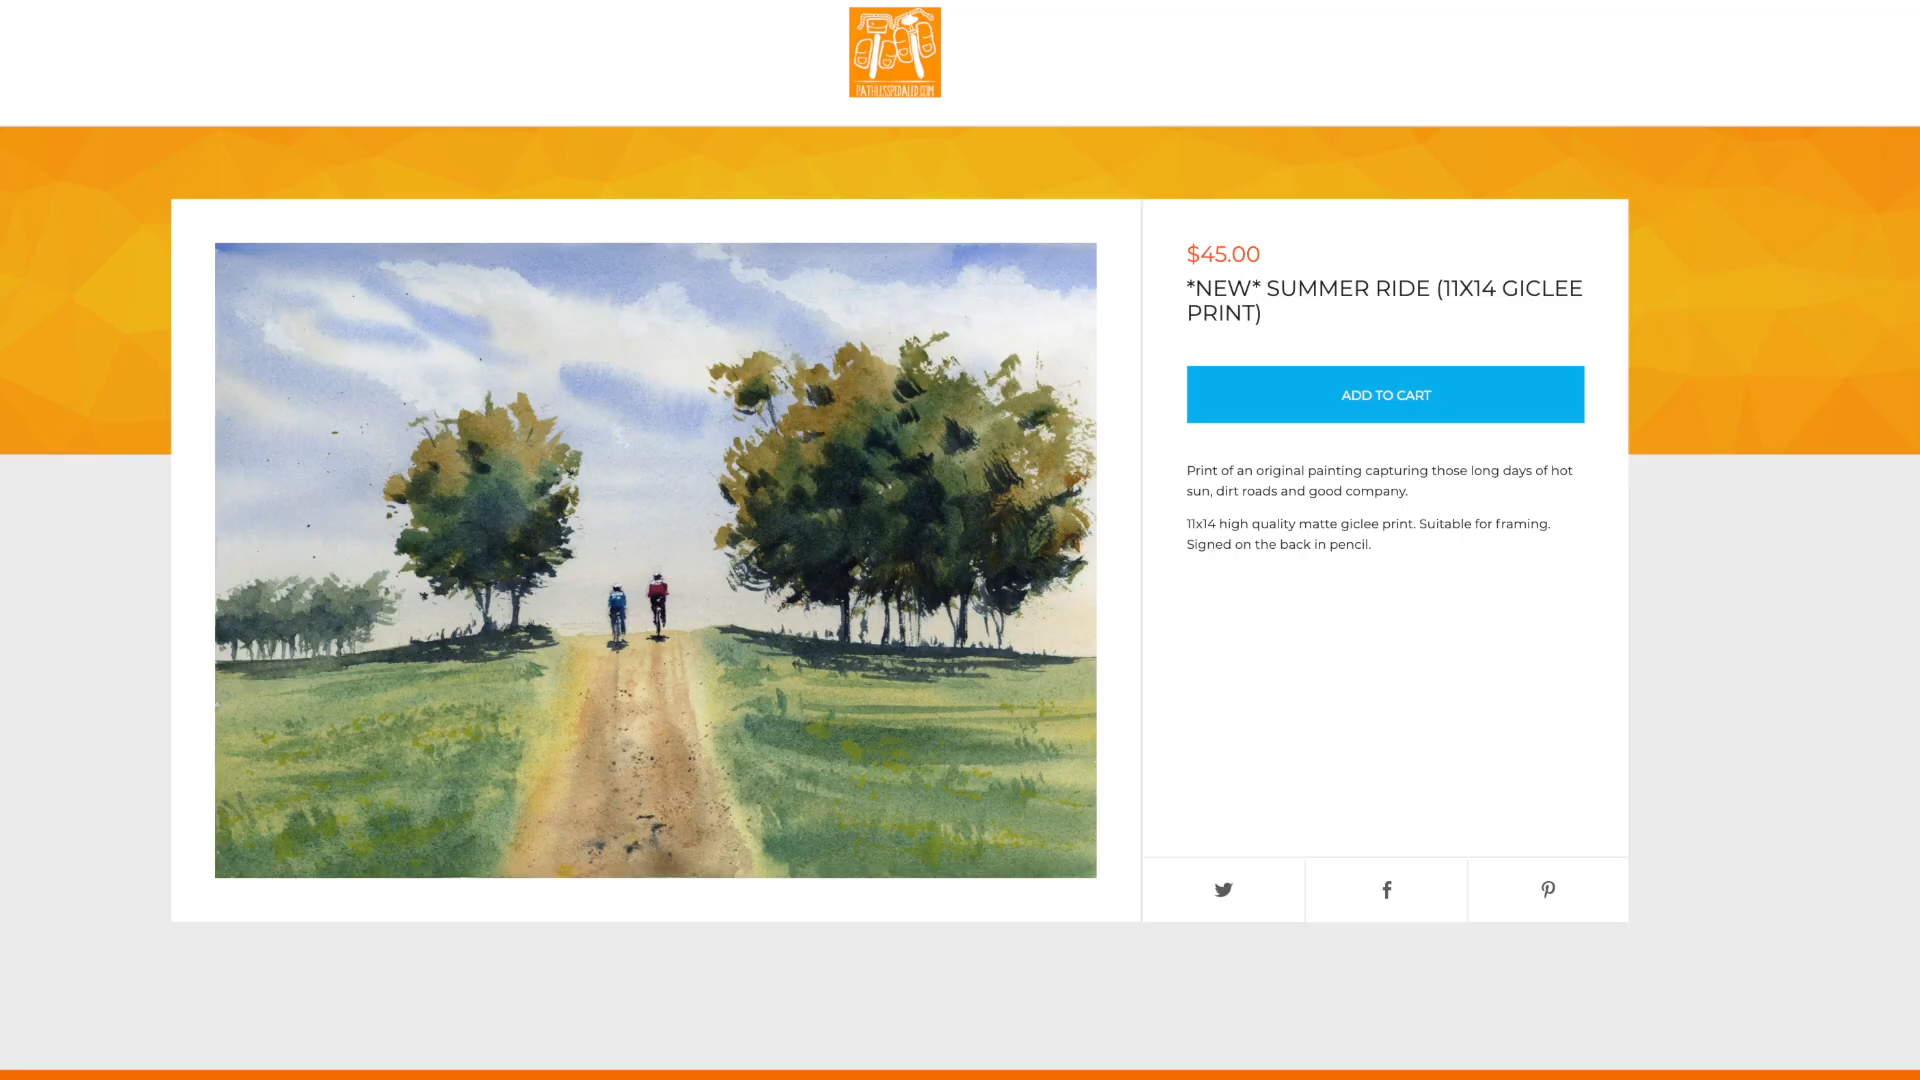 PATHLESSPEDALED.COM
$45.00
*NEW* SUMMER RIDE (11X14 GICLEE
PRINT)
ADD TO CART
Print of an original painting capturing those long days of hot
sun, dirt roads and good company.
11x14 high quality matte giclee print. Suitable for framing.
Signed on the back in pencil.